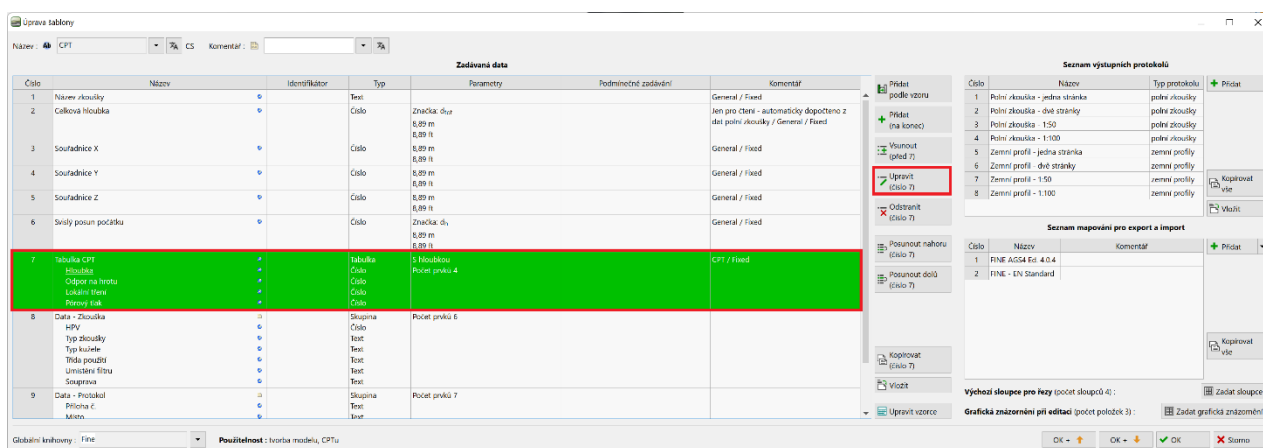 Úprava šablony
Název : CPT CS Komentář :
Zadávaná data
Číslo Název Identifikátor Typ Parametry Podmínečné zadávání Komentář
1 Název zkoušky Text General / Fixed
2 Celková hloubka Číslo Značka: dtot Jen pro čtení - automaticky dopočteno z
8,89 m dat polní zkoušky / General / Fixed
8,89 ft
3 Souřadnice X Číslo 8,89 m General / Fixed
8,89 ft
4 Souřadnice Y Číslo 8,89 m General / Fixed
8,89 ft
5 Souřadnice Z Číslo 8,89 m General / Fixed
8,89 ft
6 Svislý posun počátku Číslo Značka: General / Fixed
8,89 m
8,89 ft
7 Tabulka CPT Tabulka S hloubkou CPT / Fixed
Hloubka Číslo Počet prvků 4
Odpor na hrotu Číslo
Lokální tření Číslo
Pórový tlak Číslo
8 Data - Zkouška Skupina Počet prvků 6
HPV Číslo
Typ zkoušky Text
Typ kužele Text
Třída použití Text
Umístění filtru Text
Souprava Text
9 Data - Protokol Skupina Počet prvků 7
Příloha č. Text
Místo Text
Přidat
podle vzoru
Přidat
(na konec)
Vsunout
(před 7)
Upravit
(číslo 7)
Odstranit
(číslo 7)
Posunout nahoru
(číslo 7)
Posunout dolů
(číslo 7)
Kopírovat
(číslo 7)
Vložit
Upravit vzorce
Seznam výstupních protokolů
Číslo Název Typ protokolu
1 Polní zkouška - jedna stránka polní zkoušky
2 Polní zkouška - dvě stránky polní zkoušky
3 Polní zkouška - 1:50 polní zkoušky
4 Polní zkouška - 1:100 polní zkoušky
5 Zemní profil - jedna stránka zemní profily
6 Zemní profil - dvě stránky zemní profily
7 Zemní profil - 1:50 zemní profily
8 Zemní profil - 1:100 zemní profily
Přidat
Kopírovat
vše
Vložit
Seznam mapování pro export a import
Číslo Název Komentář
1 FINE AGS4 Ed. 4.0.4
2 FINE - EN Standard
Přidat
Kopírovat
vše
Výchozí sloupce pro řezy (počet sloupců 4) : Zadat sloupce
Grafická znázornění při editaci (počet položek 3) : Zadat grafická znázornění
Globální knihovny : Fine Použitelnost : tvorba modelu, CPTu
OK + OK + OK Storno